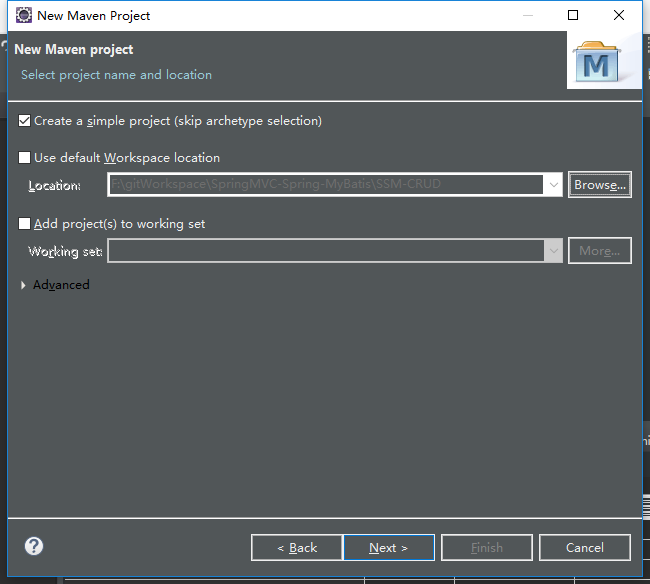 New Maven Project
New Maven project
Select project name and location
M
Create a simple project (skip archetype selection)
Use default Workspace location
Location:
F:\gitWorkspace\SpringMVC-Spring-MyBatis\SSM-CRUD
Browse...
Add project(s) to working set
Working set:
More...
Advanced
?
< Back
Next >
Finish
Cancel